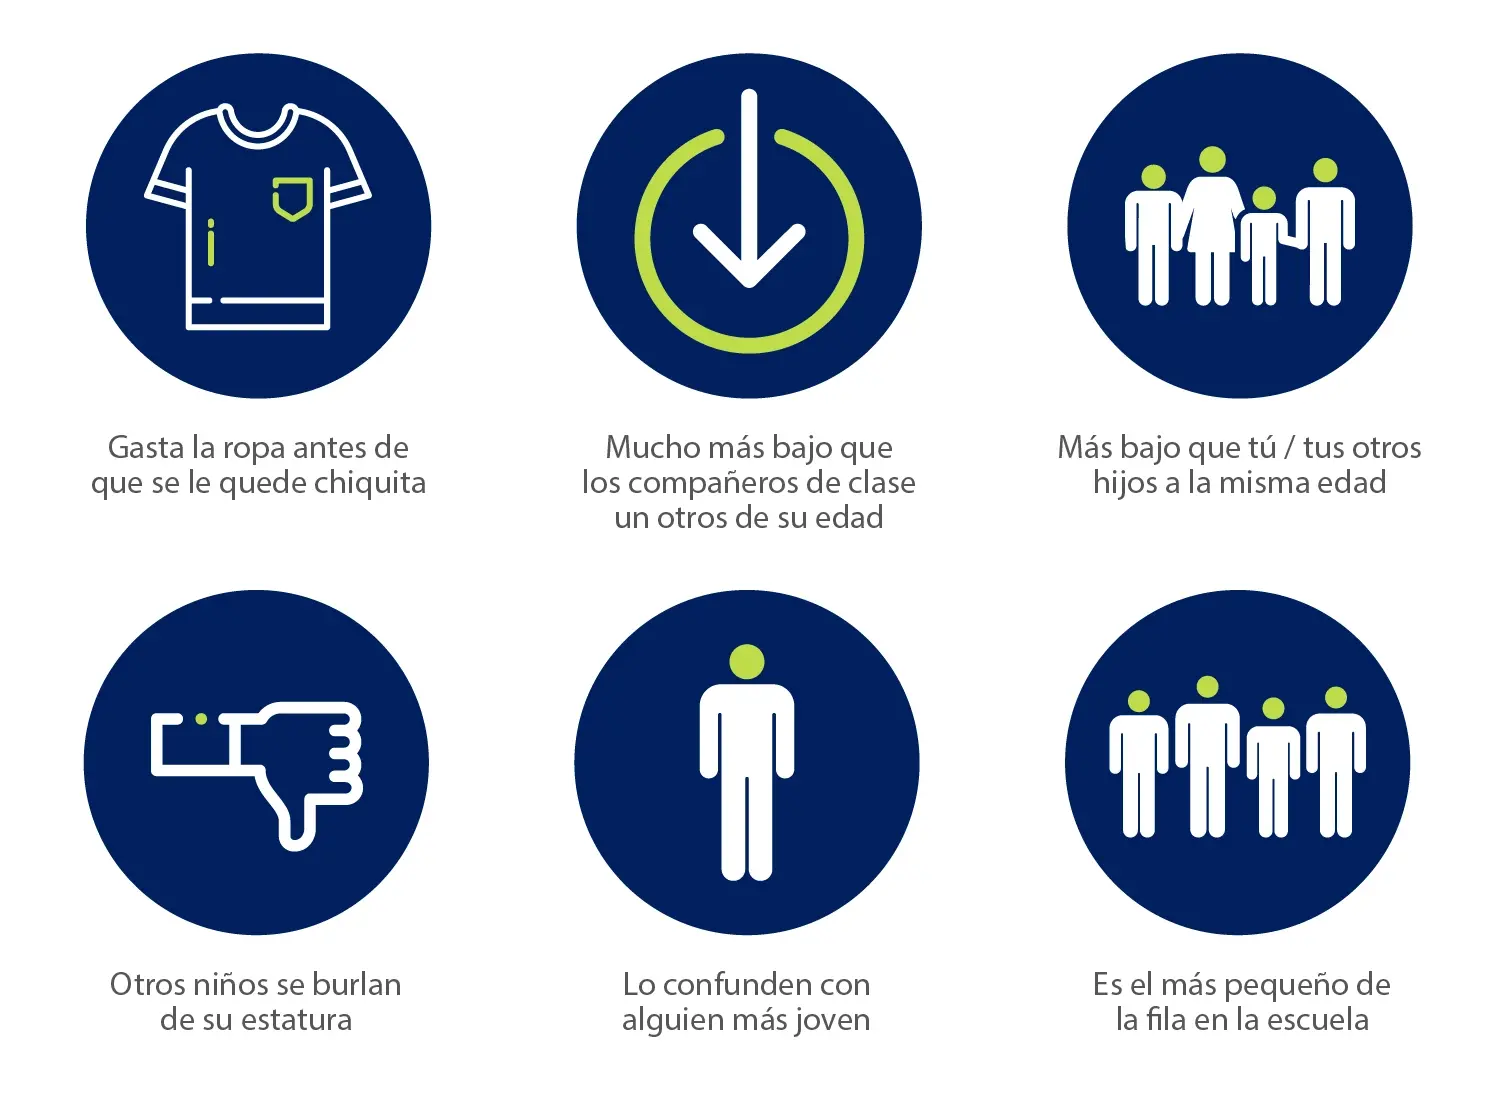 Gasta la ropa antes de
que se le quede chiquita
Mucho más bajo que
los compañeros de clase
un otros de su edad
Más bajo que tú / tus otros
hijos a la misma edad
Otros niños se burlan
de su estatura
Lo confunden con
alguien más joven
Es el más pequeño de
la fila en la escuela